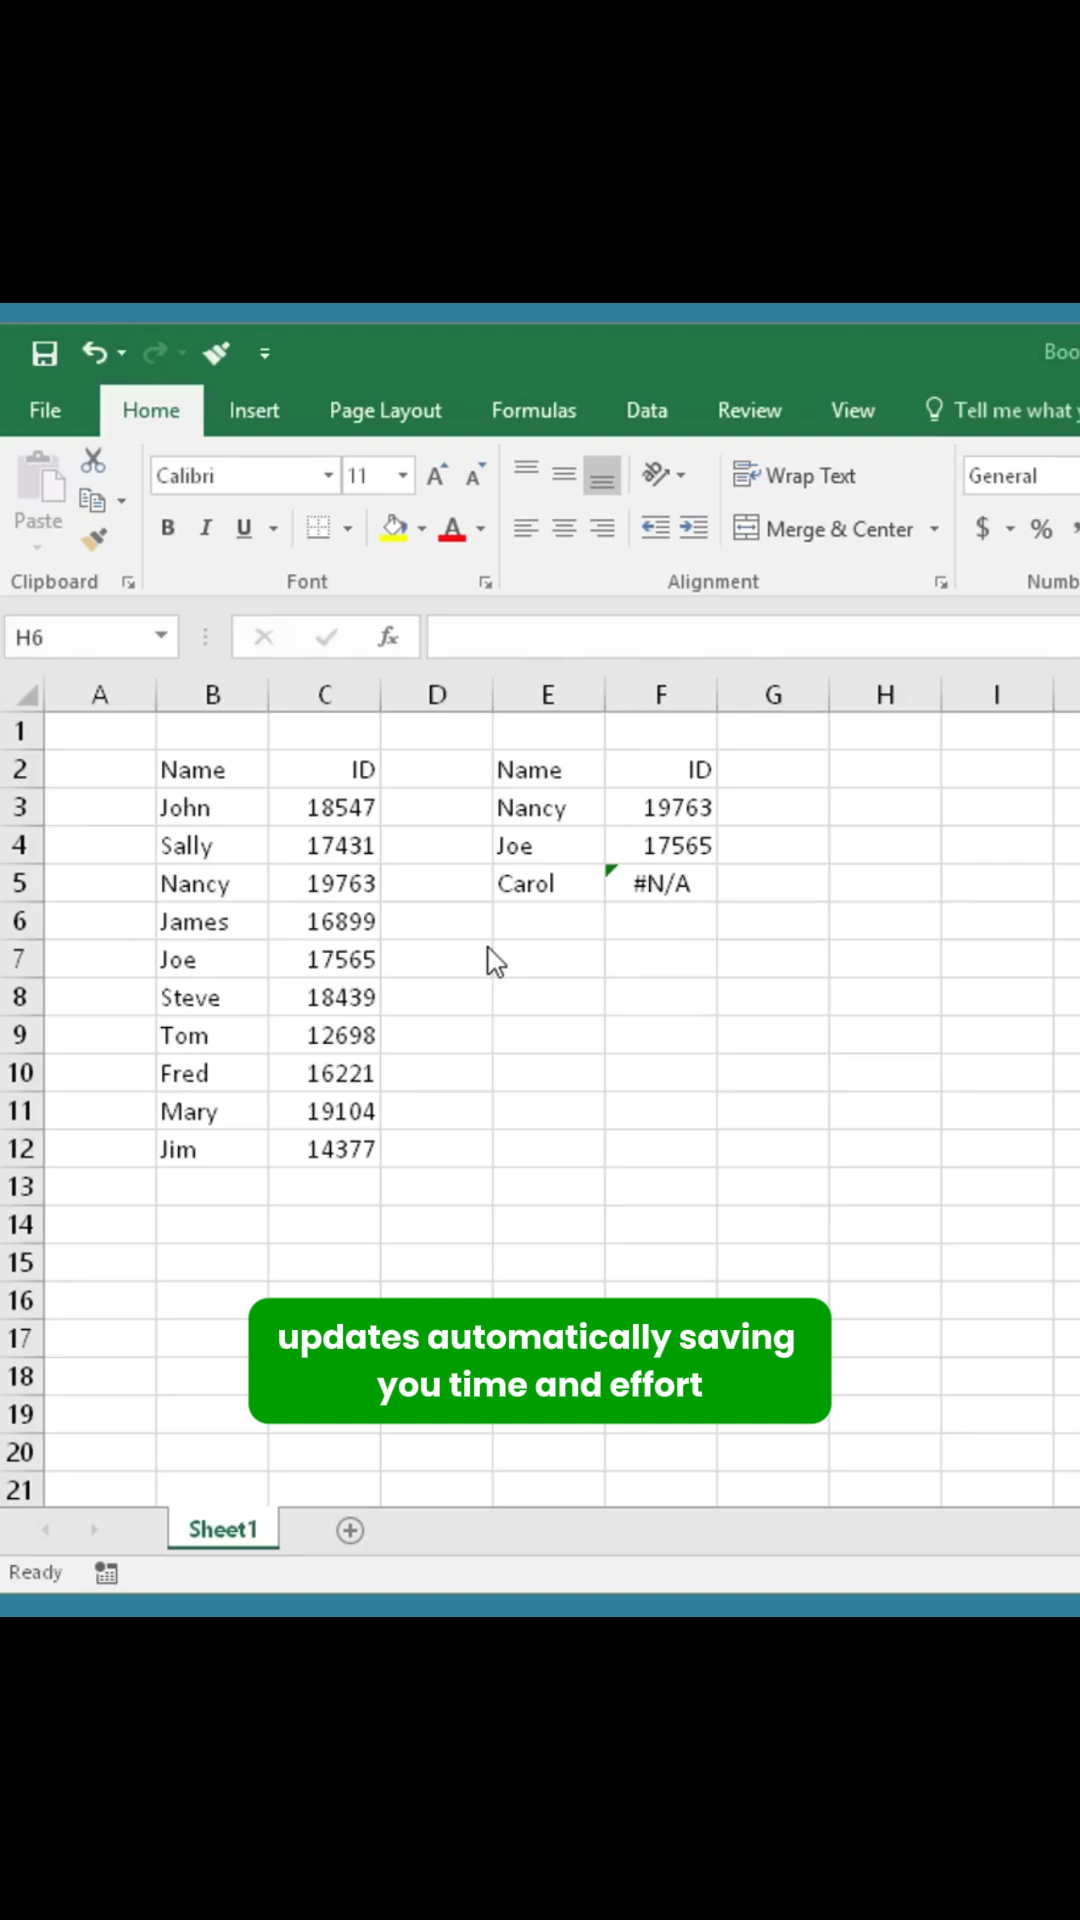 Boo
File Home Insert Page Layout Formulas Data Review View Tell me what
Calibri 11 Wrap Text General
Paste B I U A Merge & Center $ %
Clipboard Font Alignment Numb
H6 fx
A B C D E F G H I
1
2 Name ID Name ID
3 John 18547 Nancy 19763
4 Sally 17431 Joe 17565
5 Nancy 19763 Carol #N/A
6 James 16899
7 Joe 17565
8 Steve 18439
9 Tom 12698
10 Fred 16221
11 Mary 19104
12 Jim 14377
13
14
15
16
17
18
19
20
21
updates automatically saving
you time and effort
Sheet1
Ready